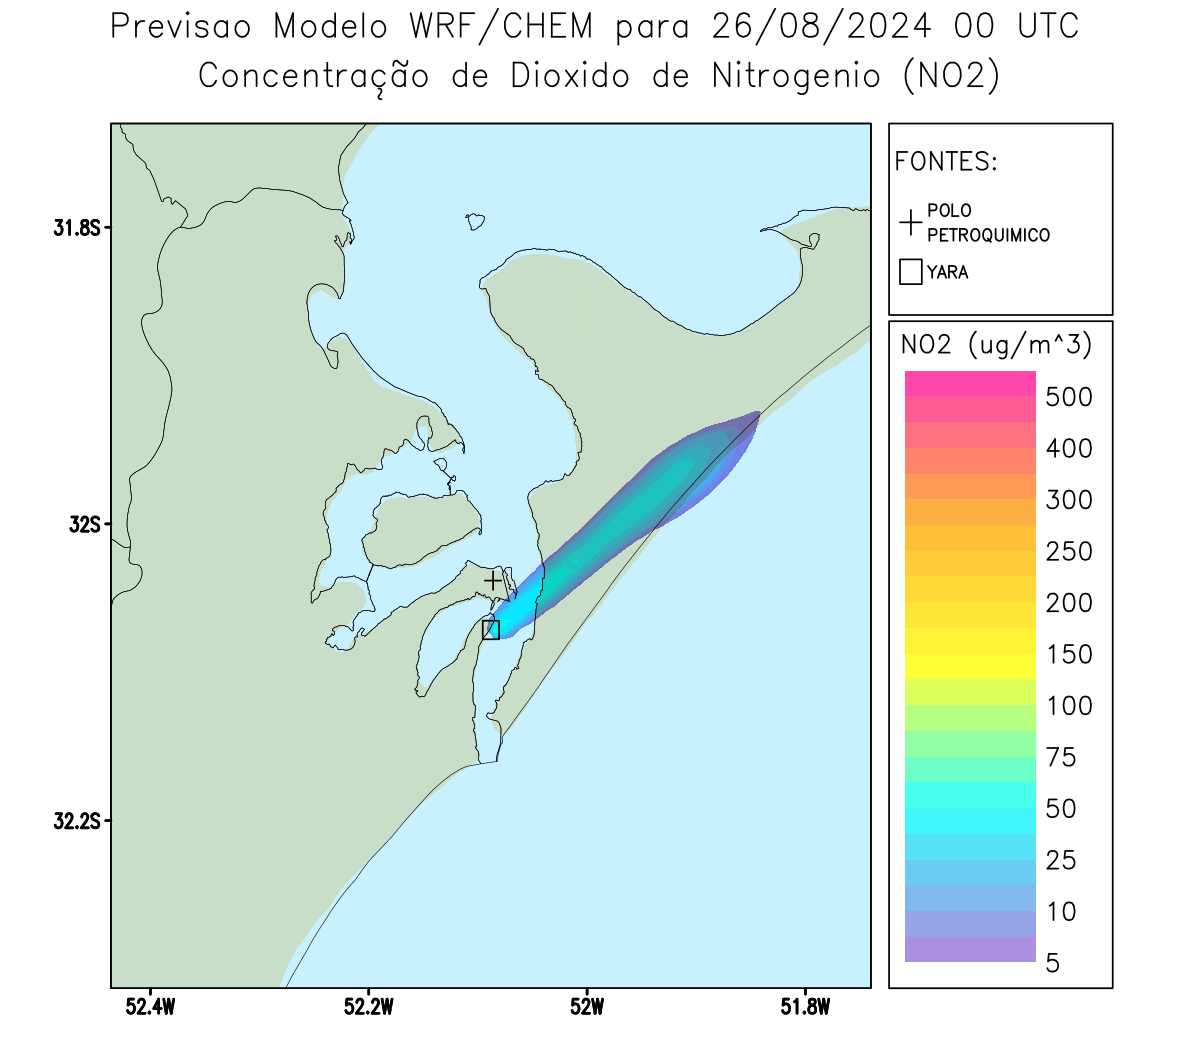 Previsao Modelo WRF/CHEM para 26/08/2024 00 UTC
Concentração de Dioxido de Nitrogenio (NO2)
FONTES:
POLO
PETROQUIMICO
YARA
NO2 (ug/m^3)
500
400
300
250
200
150
100
75
50
25
10
5
31.8S
32S
32.2S
52.4W
52.2W
52W
51.8W